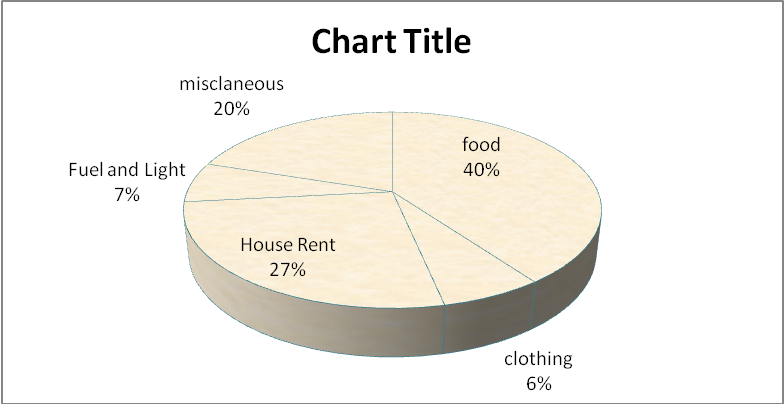 Chart Title
misclaneous
20%
food
40%
Fuel and Light
7%
House Rent
27%
clothing
6%